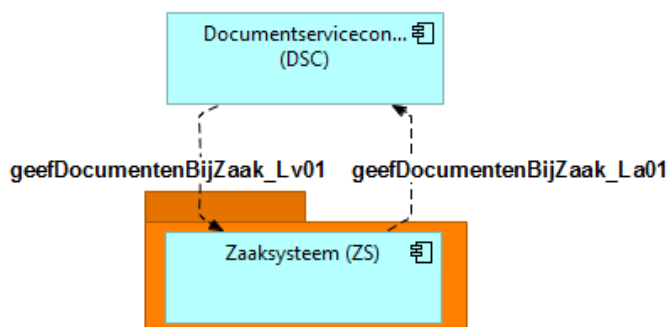 Documentservicecon...
(DSC)
geefDocumentenBijZaak_Lv01
geefDocumentenBijZaak_La01
Zaaksysteem (ZS)